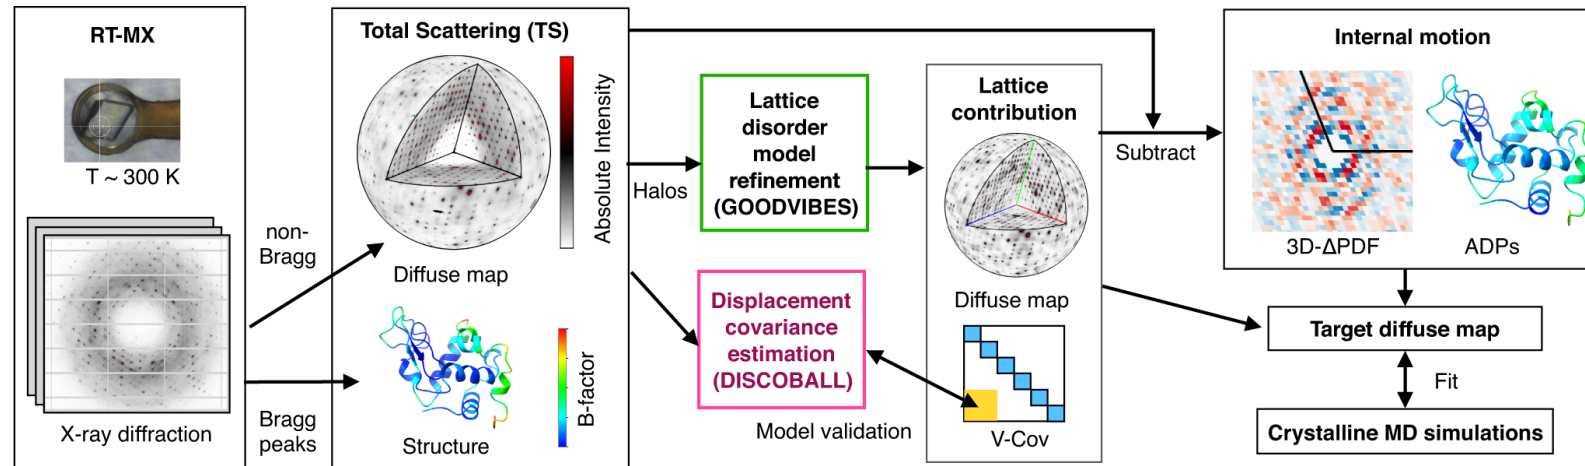 RT-MX
T ~ 300 K
X-ray diffraction
non-
Bragg
Bragg
peaks
Total Scattering (TS)
Absolute Intensity
Diffuse map
B-factor
Structure
Halos
Lattice
disorder
model
refinement
(GOODVIBES)
Displacement
covariance
estimation
(DISCOBALL)
Model validation
Lattice
contribution
Diffuse map
V-Cov
Subtract
Internal motion
3D-ΔPDF
ADPs
Target diffuse map
Fit
Crystalline MD simulations